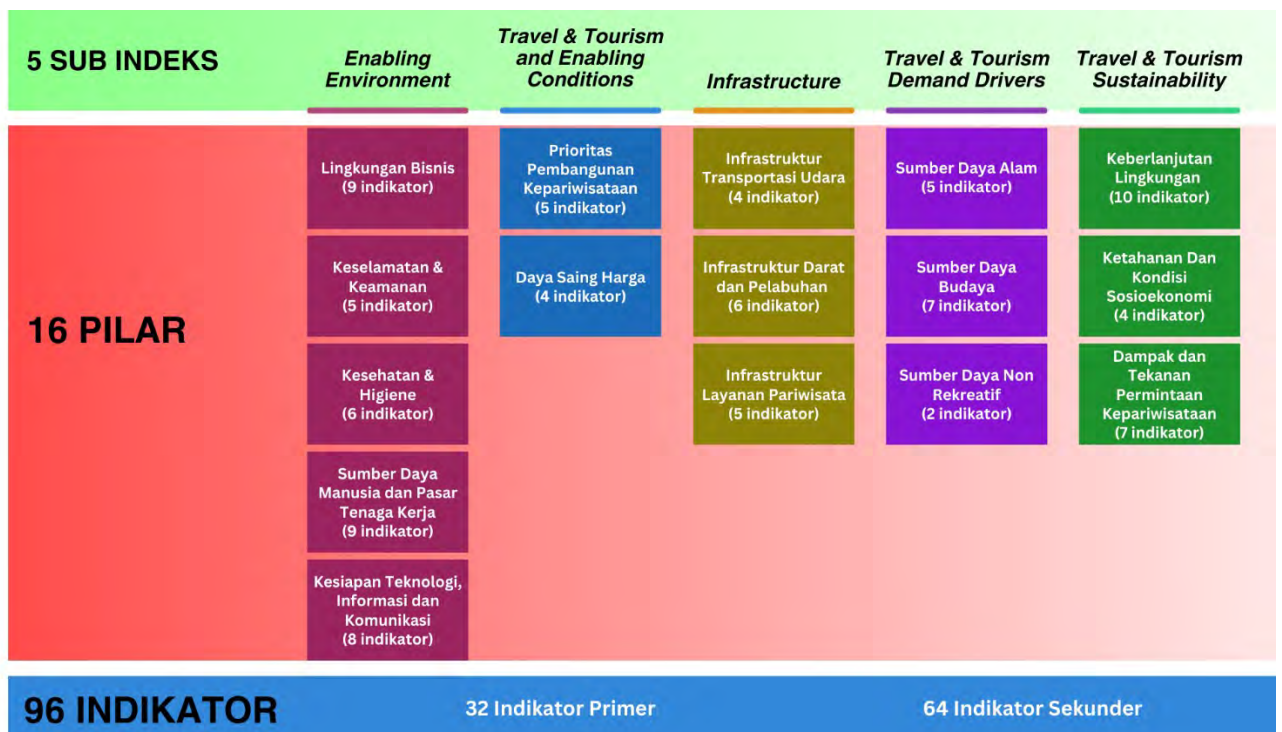 5 SUB INDEKS
Enabling
Environment
Travel & Tourism
and Enabling
Conditions
Infrastructure
Travel & Tourism
Demand Drivers
Travel & Tourism
Sustainability
16 PILAR
Lingkungan Bisnis
(9 indikator)
Keselamatan &
Keamanan
(5 indikator)
Kesehatan &
Higiene
(6 indikator)
Sumber Daya
Manusia dan Pasar
Tenaga Kerja
(9 indikator)
Kesiapan Teknologi,
Informasi dan
Komunikasi
(8 indikator)
Prioritas
Pembangunan
Kepariwisataan
(5 indikator)
Daya Saing Harga
(4 indikator)
Infrastruktur
Transportasi Udara
(4 indikator)
Infrastruktur Darat
dan Pelabuhan
(6 indikator)
Infrastruktur
Layanan Pariwisata
(5 indikator)
Sumber Daya Alam
(5 indikator)
Sumber Daya
Budaya
(7 indikator)
Sumber Daya Non
Rekreatif
(2 indikator)
Keberlanjutan
Lingkungan
(10 indikator)
Ketahanan Dan
Kondisi
Sosioekonomi
(4 indikator)
Dampak dan
Tekanan
Permintaan
Kepariwisataan
(7 indikator)
96 INDIKATOR
32 Indikator Primer
64 Indikator Sekunder